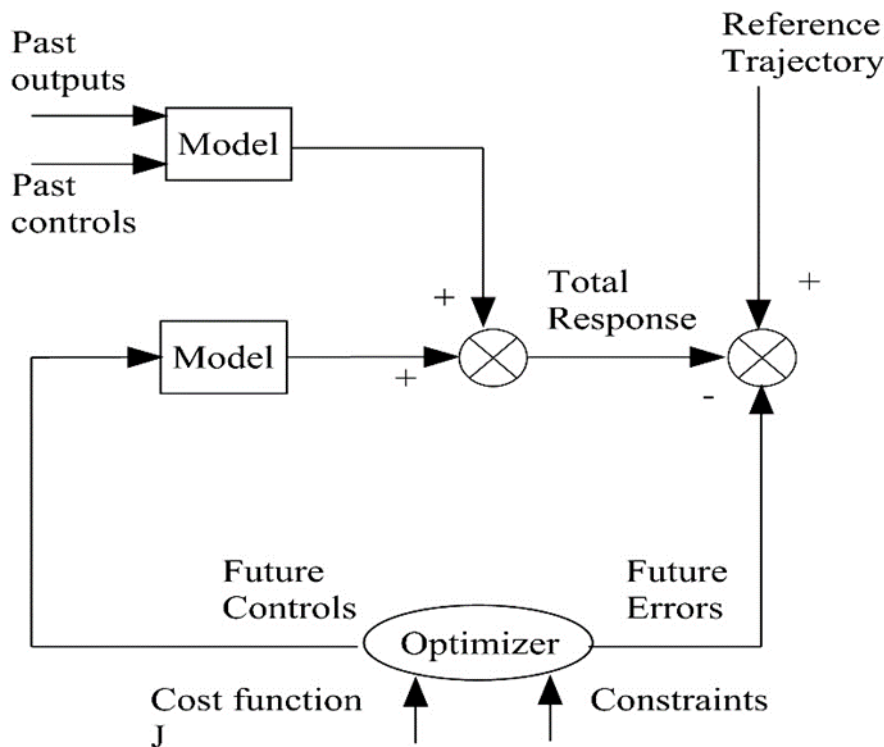 Past
outputs
Reference
Trajectory
Model
Past
controls
+
Total
Response
+
Model
+
-
Future
Controls
Future
Errors
Optimizer
Cost function
J
Constraints